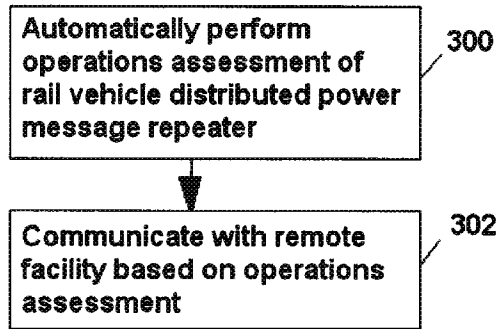 Automatically perform
operations assessment of
rail vehicle distributed power
message repeater
300
Communicate with remote
facility based on operations
assessment
302